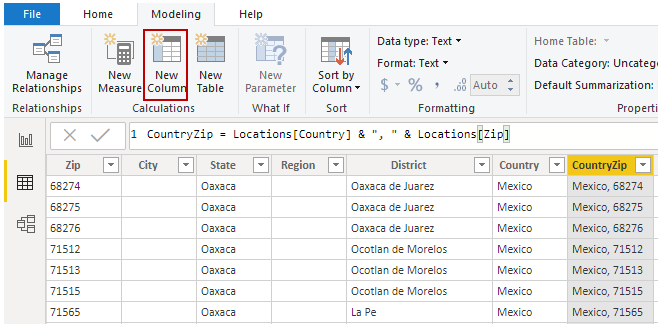 File Home Modeling Help
Manage Relationships
New Measure
New Column
New Table
New Parameter
Sort by Column
Data type: Text
Format: Text
$ % , .00 Auto
Home Table:
Data Category: Uncatego
Default Summarization:
Relationships Calculations What If Sort Formatting Properti
1 CountryZip = Locations[Country] & ", " & Locations[Zip]
Zip City State Region District Country CountryZip
68274 Oaxaca Oaxaca de Juarez Mexico Mexico, 68274
68275 Oaxaca Oaxaca de Juarez Mexico Mexico, 68275
68276 Oaxaca Oaxaca de Juarez Mexico Mexico, 68276
71512 Oaxaca Ocotlan de Morelos Mexico Mexico, 71512
71513 Oaxaca Ocotlan de Morelos Mexico Mexico, 71513
71515 Oaxaca Ocotlan de Morelos Mexico Mexico, 71515
71565 Oaxaca La Pe Mexico Mexico, 71565